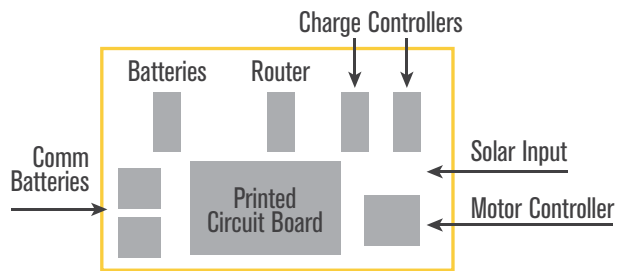 Charge Controllers
Batteries
Router
Comm
Batteries
Solar Input
Printed
Circuit Board
Motor Controller